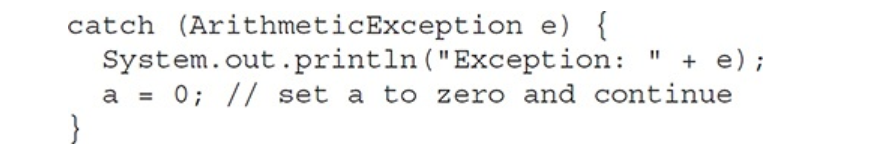 catch (ArithmeticException e) {
  System.out.println("Exception: " + e);
  a = 0; // set a to zero and continue
}